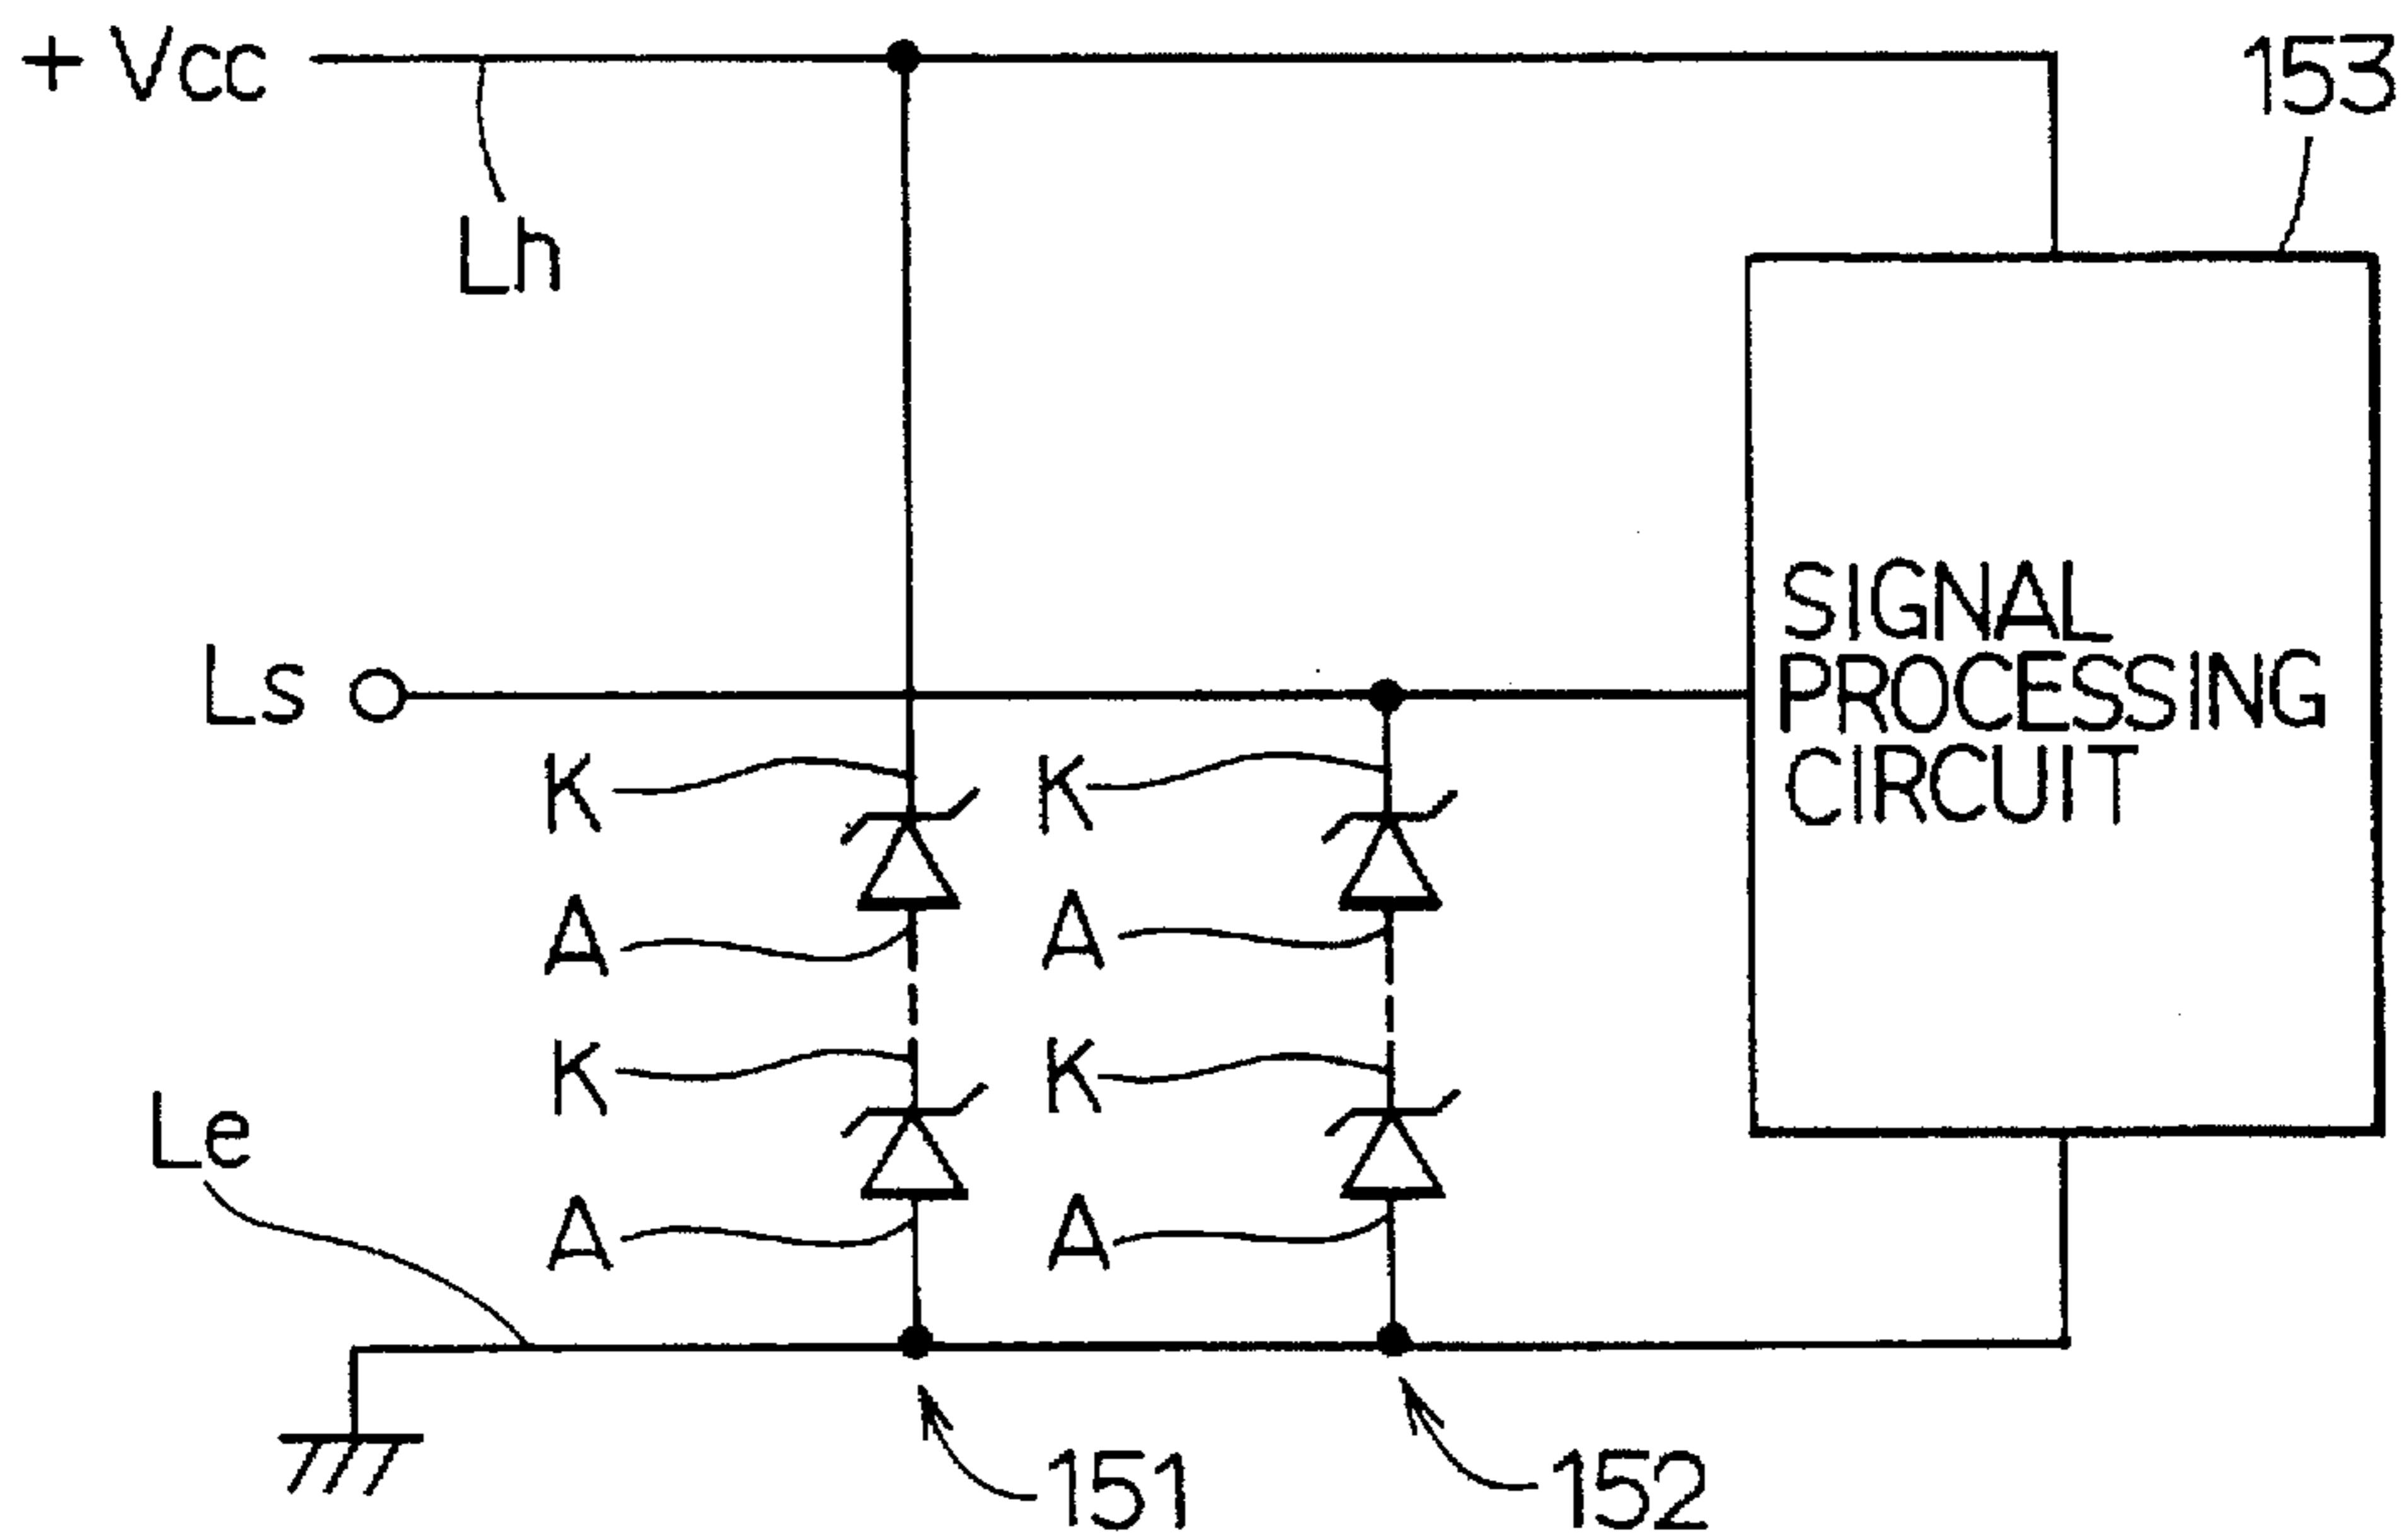 + Vcc
153
Lh
SIGNAL
PROCESSING
CIRCUIT
Ls
K
K
A
A
K
K
Le
A
A
151
152